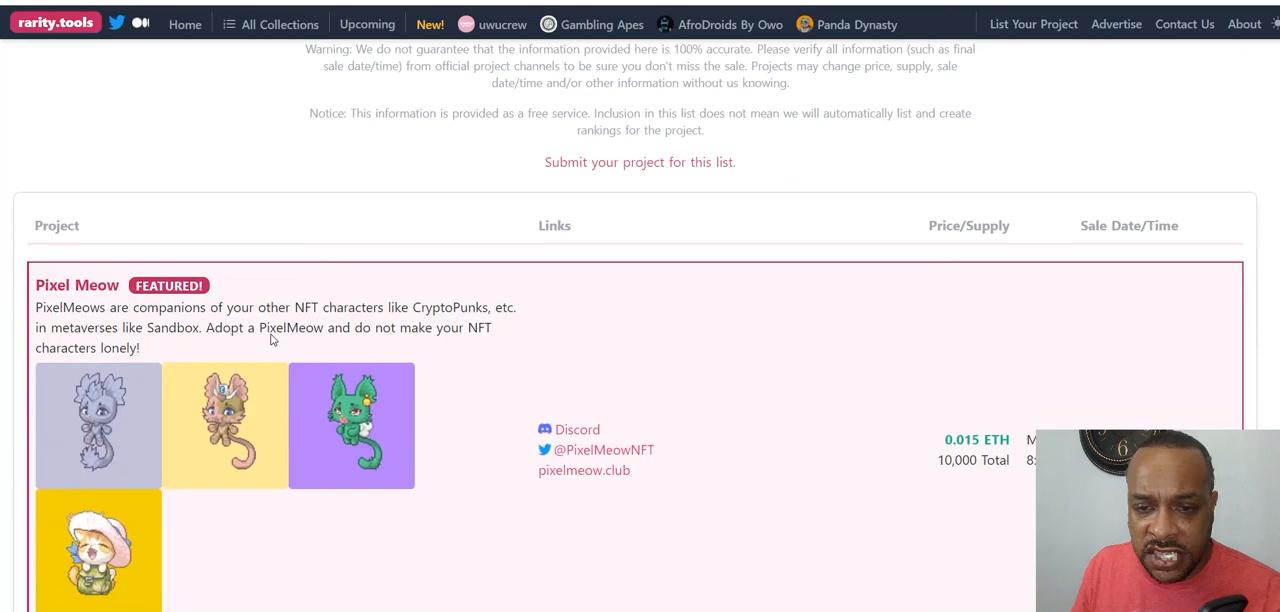 rarity.tools Home All Collections Upcoming New! uwucrew Gambling Apes AfroDroids By Owo Panda Dynasty List Your Project Advertise Contact Us About
Warning: We do not guarantee that the information provided here is 100% accurate. Please verify all information (such as final
sale date/time) from official project channels to be sure you don't miss the sale. Projects may change price, supply, sale
date/time and/or other information without us knowing.
Notice: This information is provided as a free service. Inclusion in this list does not mean we will automatically list and create
rankings for the project.
Submit your project for this list.
Project Links Price/Supply Sale Date/Time
Pixel Meow FEATURED!
PixelMeows are companions of your other NFT characters like CryptoPunks, etc.
in metaverses like Sandbox. Adopt a PixelMeow and do not make your NFT
characters lonely!
Discord
@PixelMeowNFT
pixelmeow.club
0.015 ETH
10,000 Total
8:
6